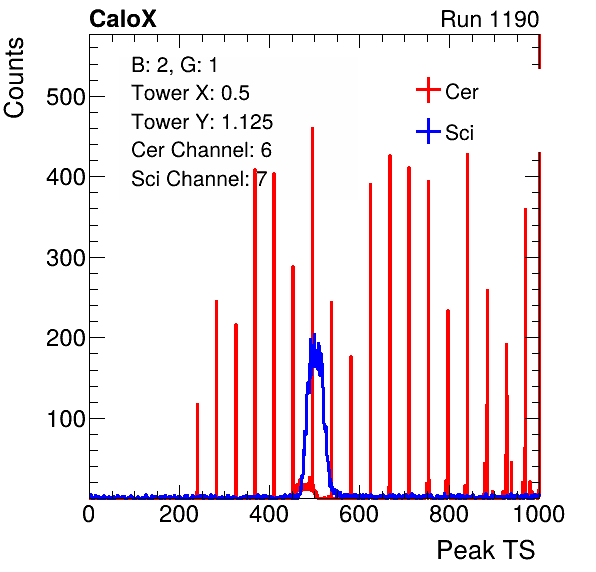 CaloX Run 1190
Counts
B: 2, G: 1
Tower X: 0.5
Tower Y: 1.125
Cer Channel: 6
Sci Channel: 7
Cer
Sci
500
400
300
200
100
0 200 400 600 800 1000
Peak TS